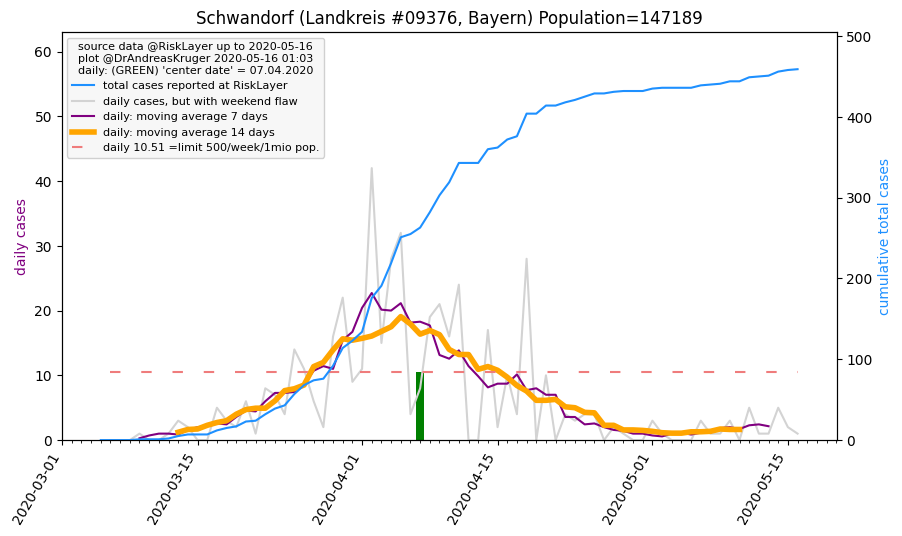 Schwandorf (Landkreis #09376, Bayern) Population=147189
source data @RiskLayer up to 2020-05-16
plot @DrAndreasKruger 2020-05-16 01:03
daily: (GREEN) 'center date' = 07.04.2020
total cases reported at RiskLayer
daily cases, but with weekend flaw
daily: moving average 7 days
daily: moving average 14 days
daily 10.51 =limit 500/week/1mio pop.
daily cases
60
50
40
30
20
10
0
500
400
300
200
100
0
cumulative total cases
2020-03-01
2020-03-15
2020-04-01
2020-04-15
2020-05-01
2020-05-15